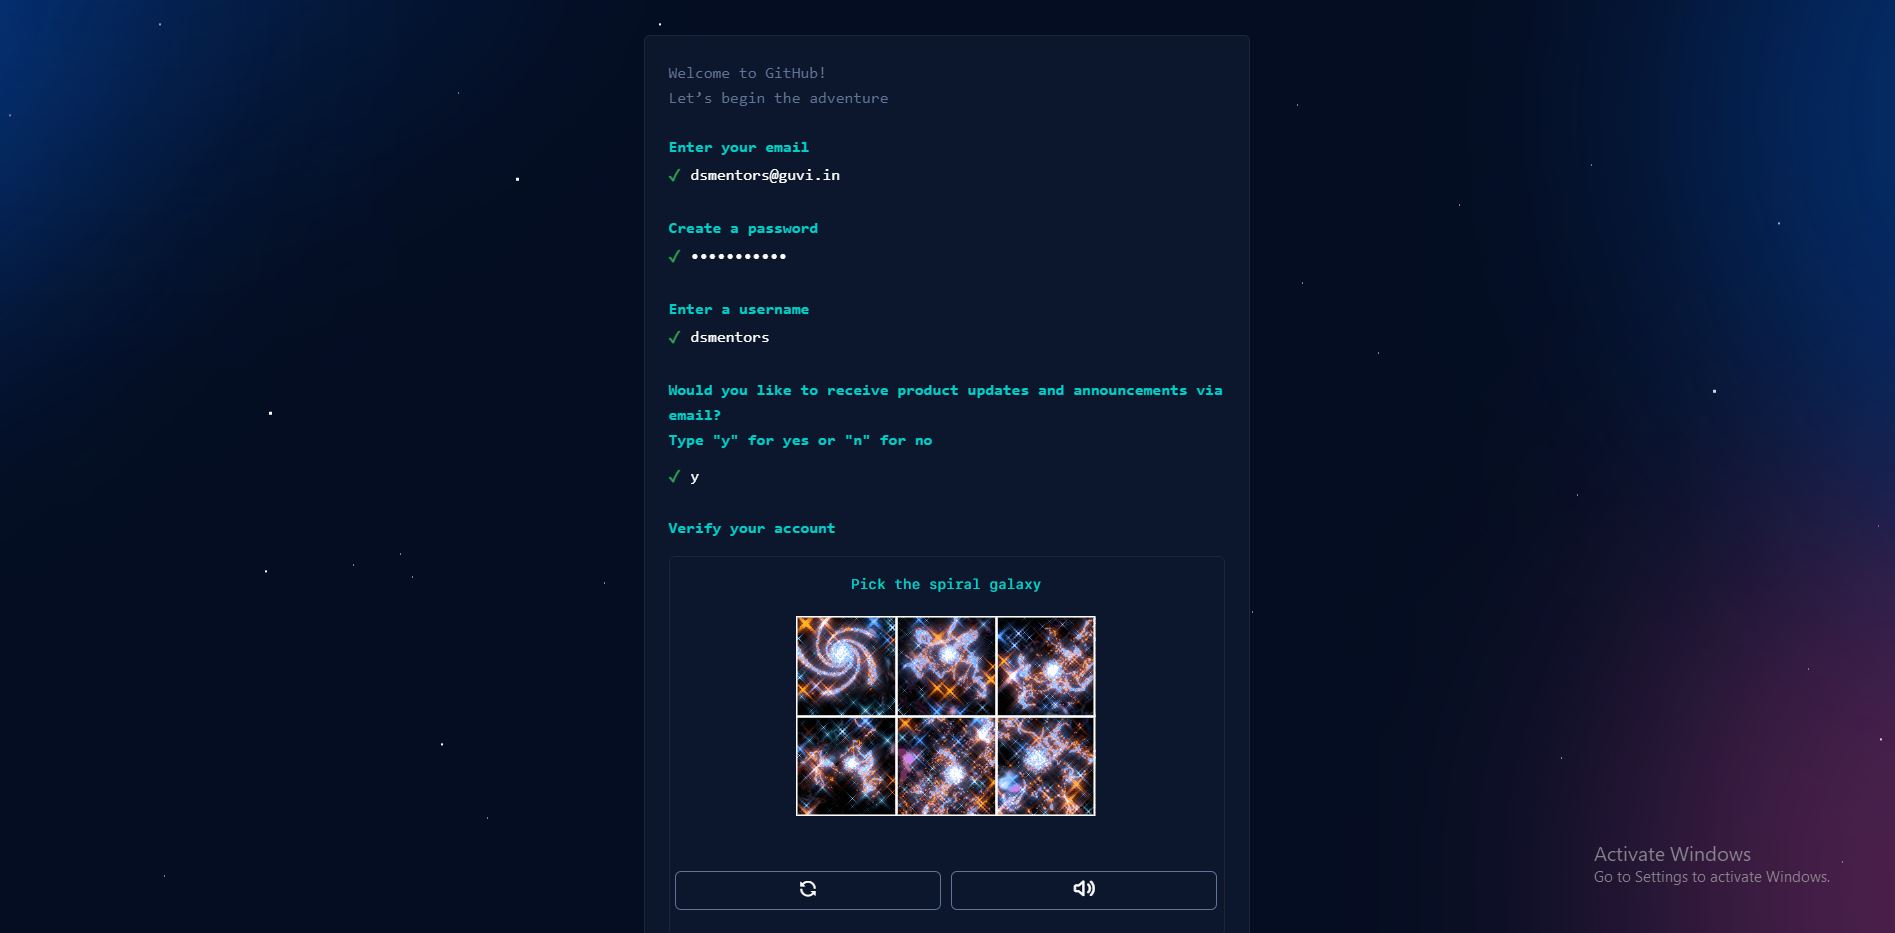 Welcome to GitHub!
Let’s begin the adventure
Enter your email
✓ dsmentors@guvi.in
Create a password
✓ •••••••••••
Enter a username
✓ dsmentors
Would you like to receive product updates and announcements via
email?
Type "y" for yes or "n" for no
✓ y
Verify your account
Pick the spiral galaxy
Activate Windows
Go to Settings to activate Windows.